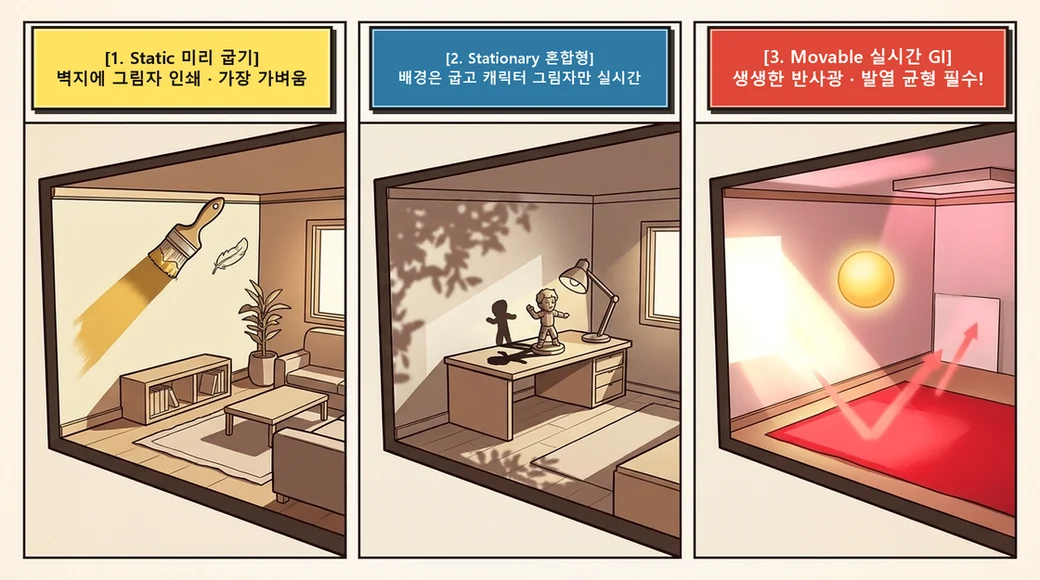 [1. Static 미리 굽기]
벽지에 그림자 인쇄 · 가장 가벼움
[2. Stationary 혼합형]
배경은 굽고 캐릭터 그림자만 실시간
[3. Movable 실시간 GI]
생생한 반사광 · 발열 균형 필수!